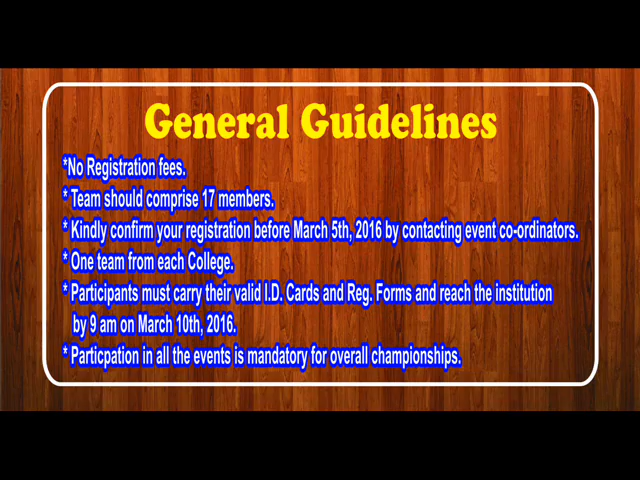 General Guidelines
*No Registration fees.
* Team should comprise 17 members.
* Kindly confirm your registration before March 5th, 2016 by contacting event co-ordinators.
* One team from each College.
* Participants must carry their valid I.D. Cards and Reg. Forms and reach the institution
by 9 am on March 10th, 2016.
* Particpation in all the events is mandatory for overall championships.